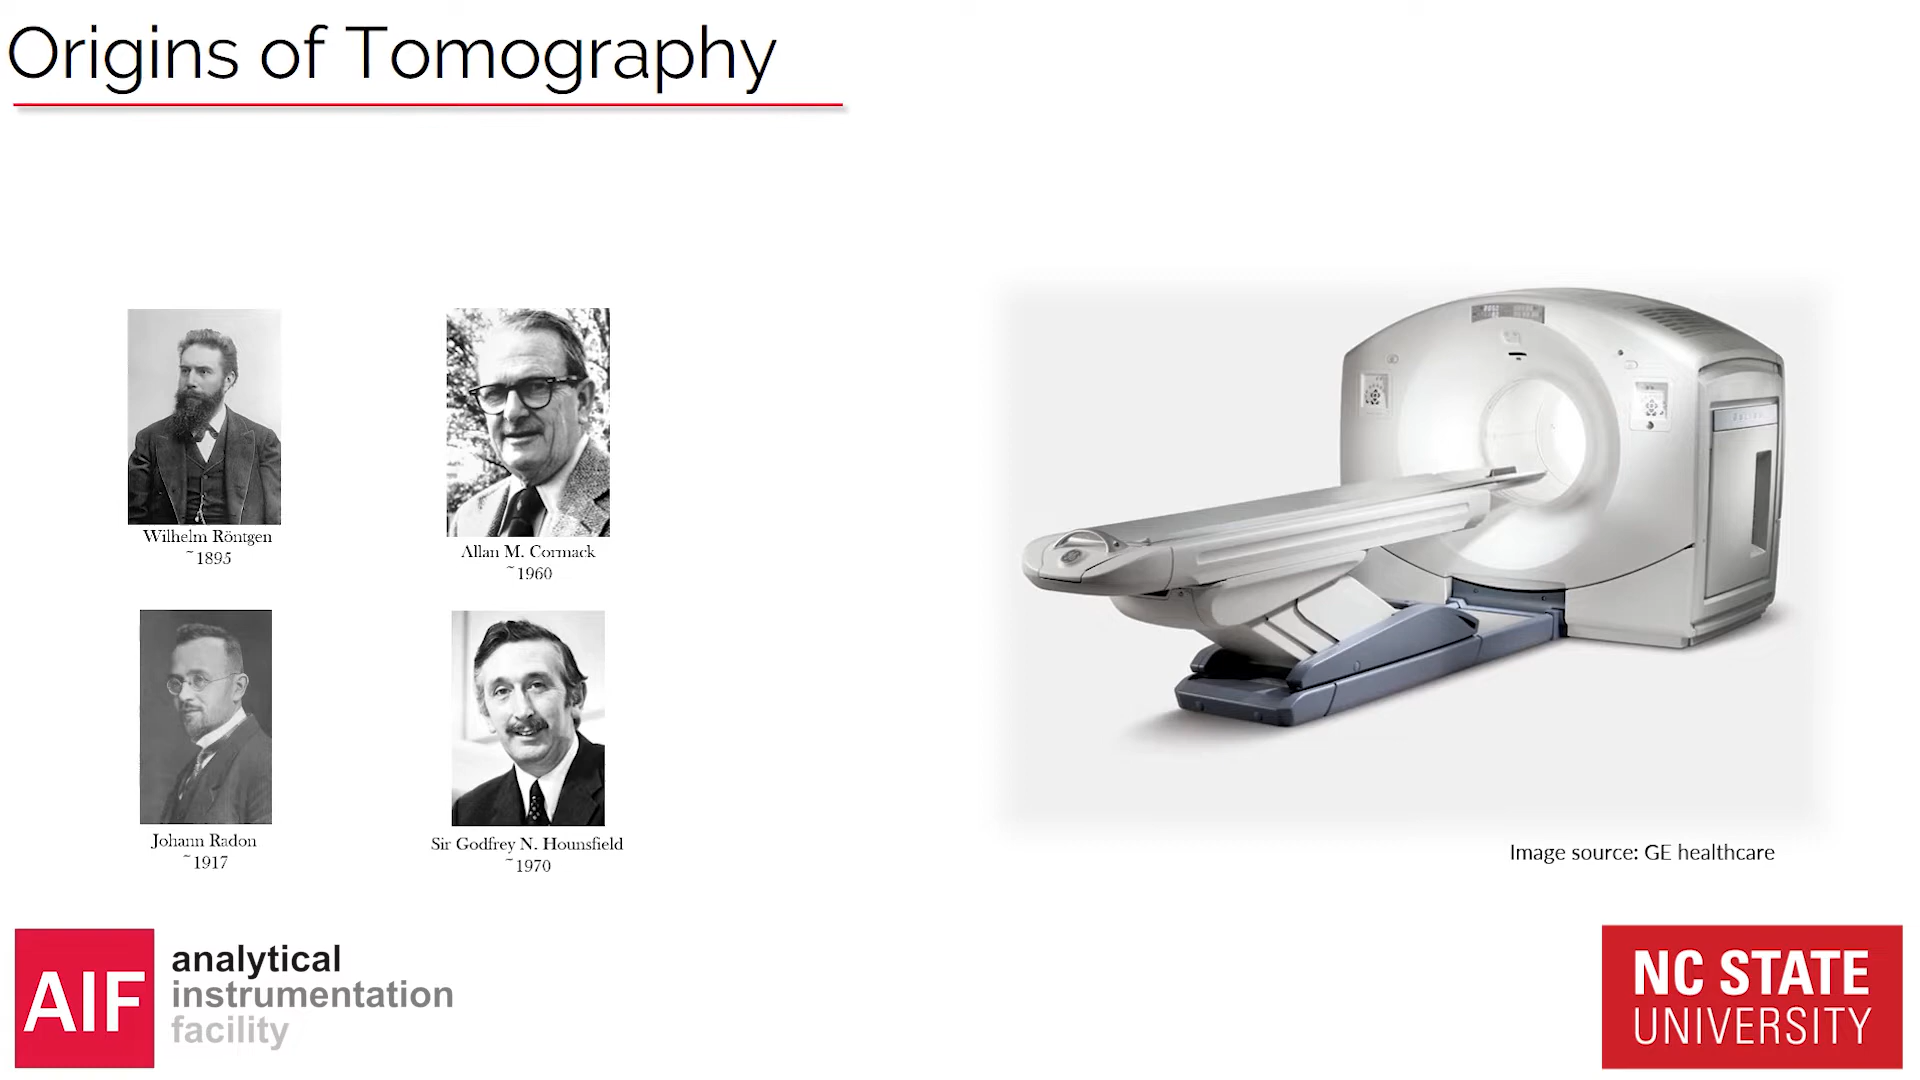 Origins of Tomography
Wilhelm Röntgen
~1895
Allan M. Cormack
~1960
Johann Radon
~1917
Sir Godfrey N. Hounsfield
~1970
Image source: GE healthcare
AIF
analytical
instrumentation
facility
NC STATE
UNIVERSITY